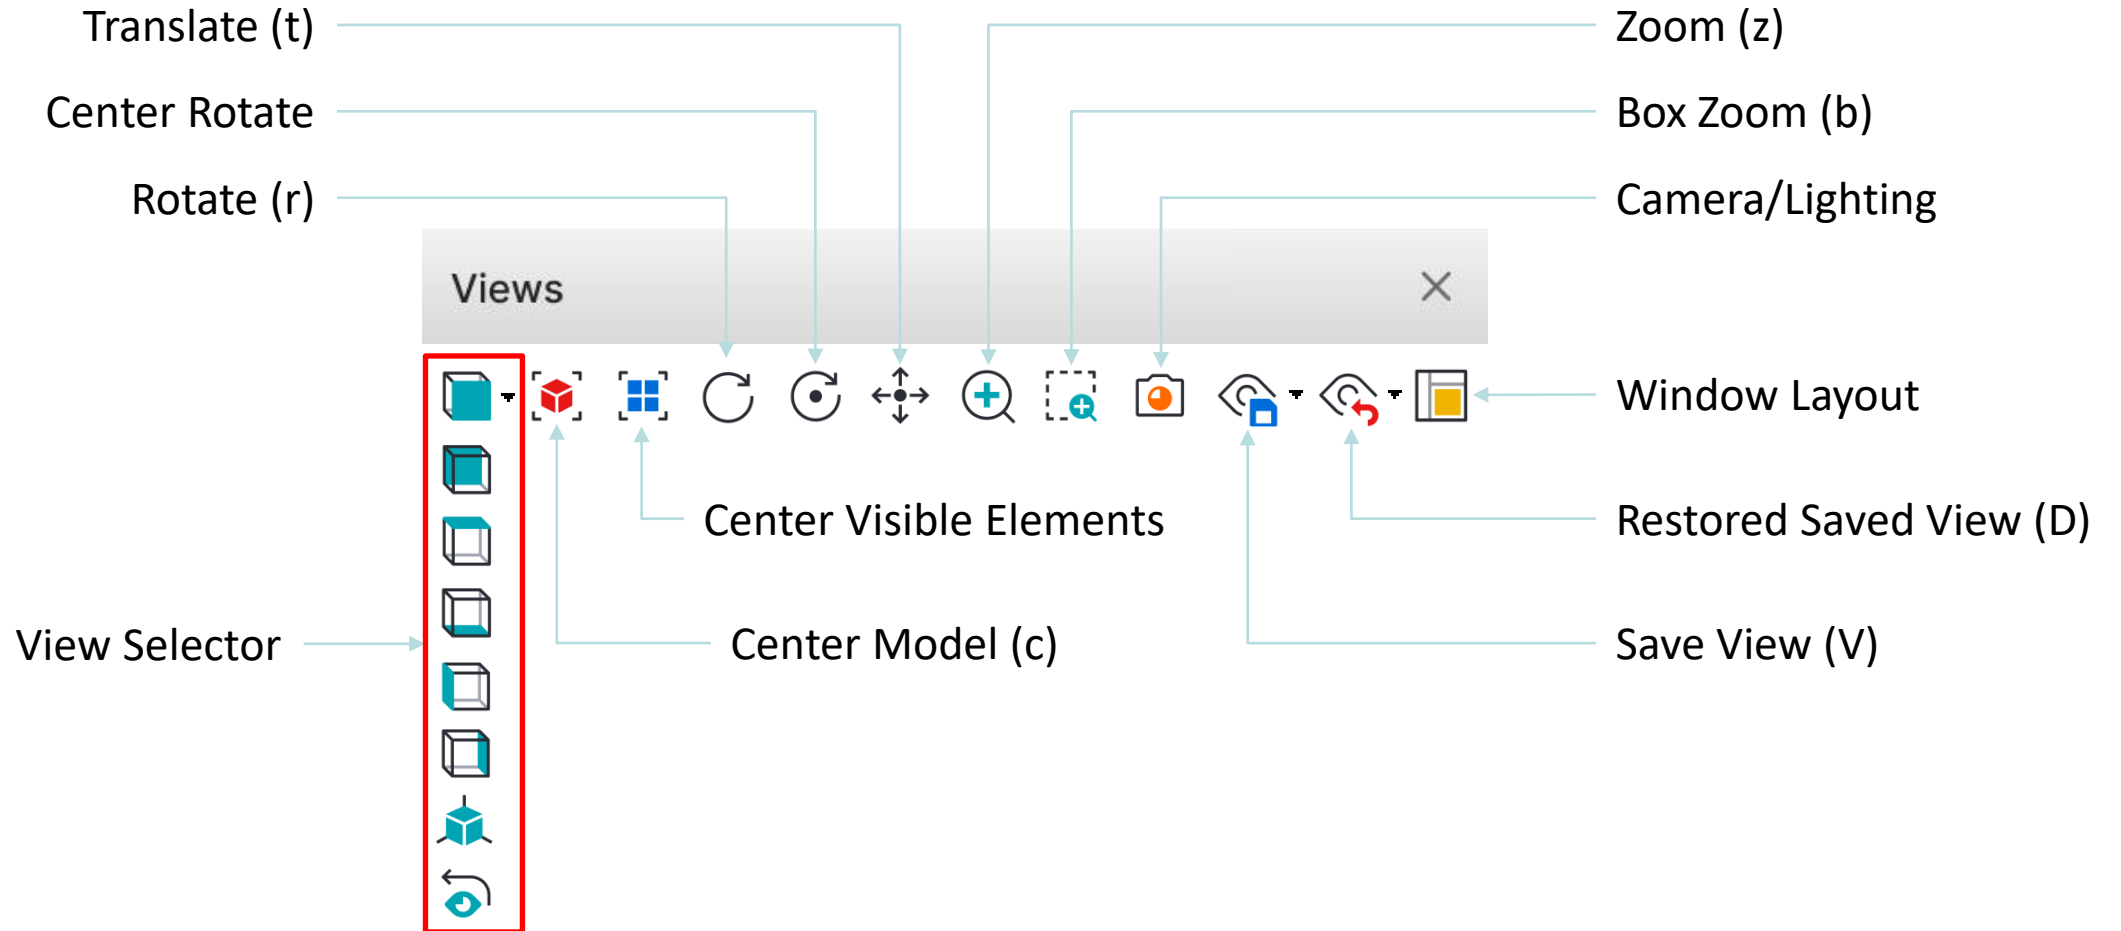 Translate (t)
Zoom (z)
Center Rotate
Box Zoom (b)
Rotate (r)
Camera/Lighting
Views
Window Layout
Center Visible Elements
Restored Saved View (D)
View Selector
Center Model (c)
Save View (V)